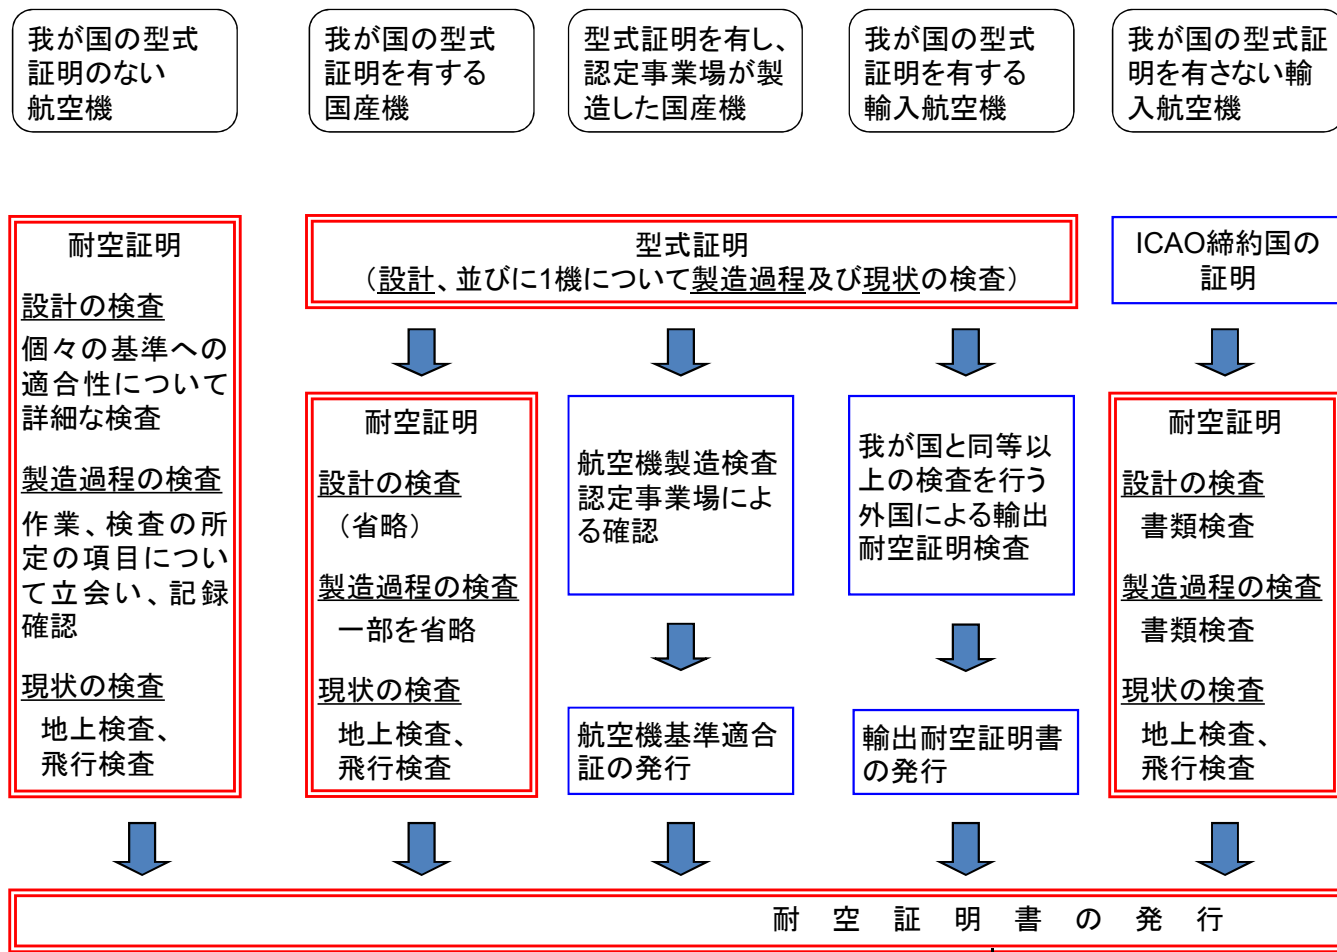 我が国の型式
証明のない
航空機
我が国の型式
証明を有する
国産機
型式証明を有し、
認定事業場が製
造した国産機
我が国の型式
証明を有する
輸入航空機
我が国の型式証
明を有さない輸
入航空機
耐空証明
設計の検査
個々の基準への
適合性について
詳細な検査
製造過程の検査
作業、検査の所
定の項目につい
て立会い、記録
確認
現状の検査
地上検査、
飛行検査
型式証明
（設計、並びに1機について製造過程及び現状の検査）
ICAO締約国の
証明
耐空証明
設計の検査
（省略）
製造過程の検査
一部を省略
現状の検査
地上検査、
飛行検査
航空機製造検査
認定事業場によ
る確認
航空機基準適合
証の発行
我が国と同等以
上の検査を行う
外国による輸出
耐空証明検査
輸出耐空証明書
の発行
耐空証明
設計の検査
書類検査
製造過程の検査
書類検査
現状の検査
地上検査、
飛行検査
耐空証明書の発行